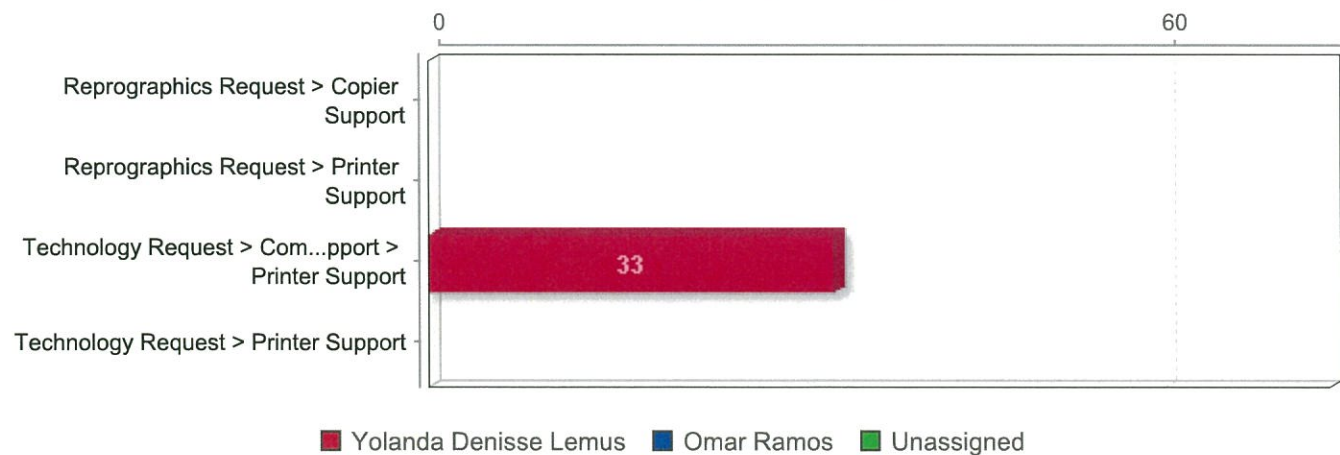 0 60
Reprographics Request > Copier
Support
Reprographics Request > Printer
Support
Technology Request > Com...pport >
Printer Support
33
Technology Request > Printer Support
Yolanda Denisse Lemus Omar Ramos Unassigned